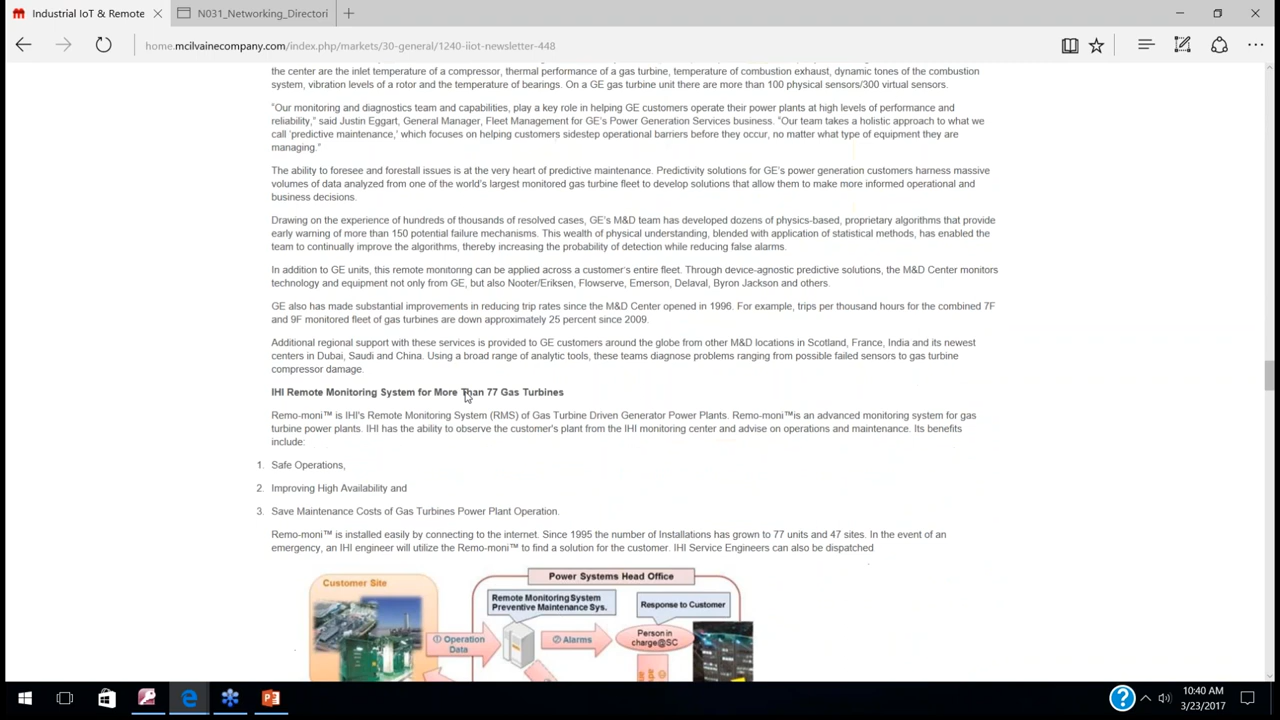 Industrial IoT & Remote
N031_Networking_Directori
home.mcilvainecompany.com/index.php/markets/30-general/1240-iiot-newsletter-448
the center are the inlet temperature of a compressor, thermal performance of a gas turbine, temperature of combustion exhaust, dynamic tones of the combustion
system, vibration levels of a rotor and the temperature of bearings. On a GE gas turbine unit there are more than 100 physical sensors/300 virtual sensors.
"Our monitoring and diagnostics team and capabilities, play a key role in helping GE customers operate their power plants at high levels of performance and
reliability," said Justin Eggart, General Manager, Fleet Management for GE's Power Generation Services business. "Our team takes a holistic approach to what we
call 'predictive maintenance,' which focuses on helping customers sidestep operational barriers before they occur, no matter what type of equipment they are
managing."
The ability to foresee and forestall issues is at the very heart of predictive maintenance. Predictivity solutions for GE's power generation customers harness massive
volumes of data analyzed from one of the world's largest monitored gas turbine fleet to develop solutions that allow them to make more informed operational and
business decisions.
Drawing on the experience of hundreds of thousands of resolved cases, GE's M&D team has developed dozens of physics-based, proprietary algorithms that provide
early warning of more than 150 potential failure mechanisms. This wealth of physical understanding, blended with application of statistical methods, has enabled the
team to continually improve the algorithms, thereby increasing the probability of detection while reducing false alarms.
In addition to GE units, this remote monitoring can be applied across a customer's entire fleet. Through device-agnostic predictive solutions, the M&D Center monitors
technology and equipment not only from GE, but also Nooter/Eriksen, Flowserve, Emerson, Delaval, Byron Jackson and others.
GE also has made substantial improvements in reducing trip rates since the M&D Center opened in 1996. For example, trips per thousand hours for the combined 7F
and 9F monitored fleet of gas turbines are down approximately 25 percent since 2009.
Additional regional support with these services is provided to GE customers around the globe from other M&D locations in Scotland, France, India and its newest
centers in Dubai, Saudi and China. Using a broad range of analytic tools, these teams diagnose problems ranging from possible failed sensors to gas turbine
compressor damage.
IHI Remote Monitoring System for More Than 77 Gas Turbines
Remo-moni™ is IHI's Remote Monitoring System (RMS) of Gas Turbine Driven Generator Power Plants. Remo-moni™is an advanced monitoring system for gas
turbine power plants. IHI has the ability to observe the customer's plant from the IHI monitoring center and advise on operations and maintenance. Its benefits
include:
1. Safe Operations,
2. Improving High Availability and
3. Save Maintenance Costs of Gas Turbines Power Plant Operation.
Remo-moni™ is installed easily by connecting to the internet. Since 1995 the number of Installations has grown to 77 units and 47 sites. In the event of an
emergency, an IHI engineer will utilize the Remo-moni™ to find a solution for the customer. IHI Service Engineers can also be dispatched
Customer Site
Power Systems Head Office
Remote Monitoring System
Preventive Maintenance Sys.
Response to Customer
① Operation
Data
② Alarms
Person in
charge@SC
10:40 AM
3/23/2017